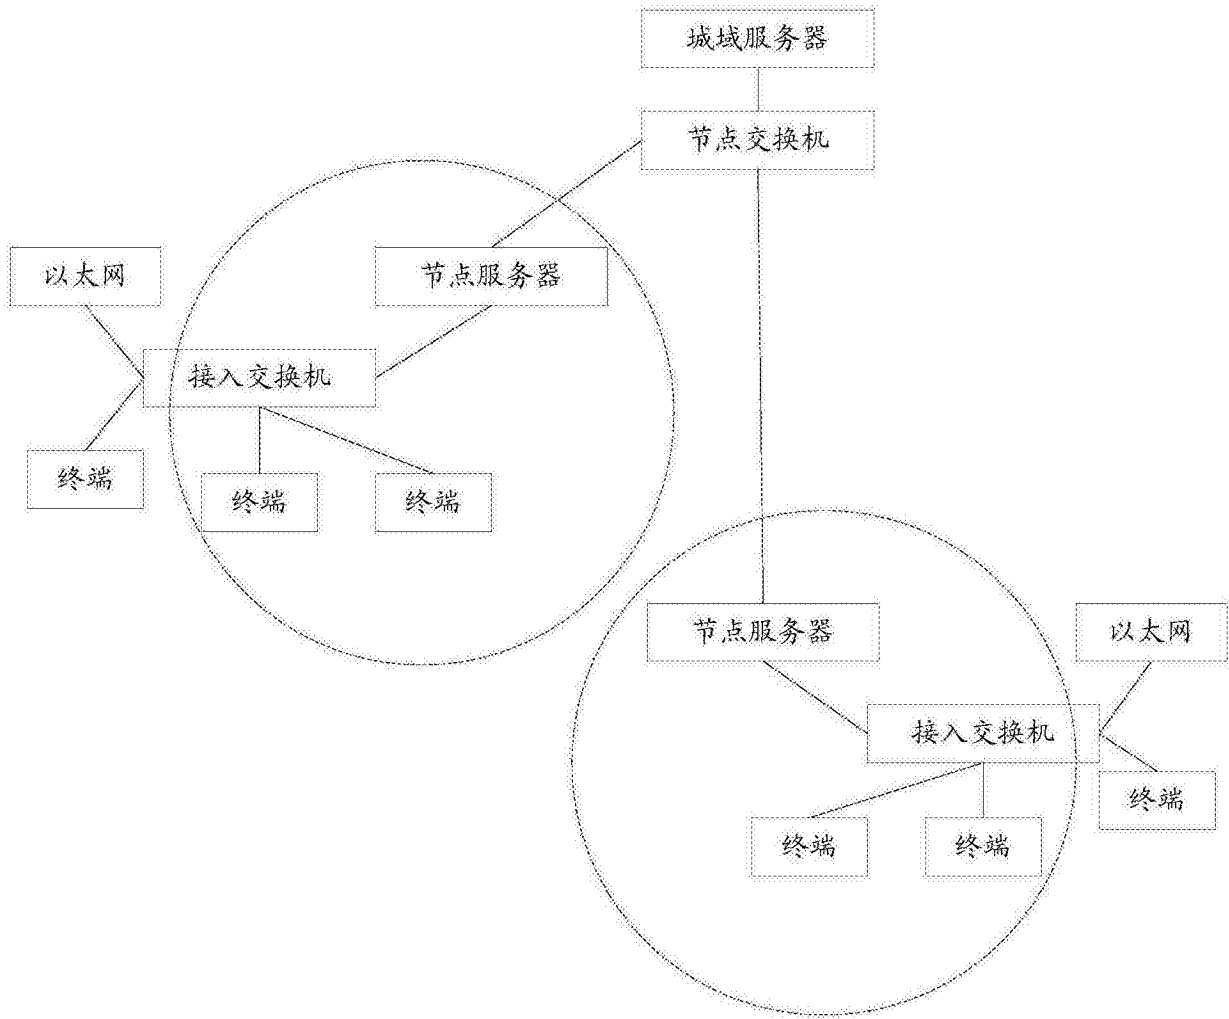 城域服务器
节点交换机
以太网
节点服务器
接入交换机
终端
终端
终端
节点服务器
以太网
接入交换机
终端
终端
终端